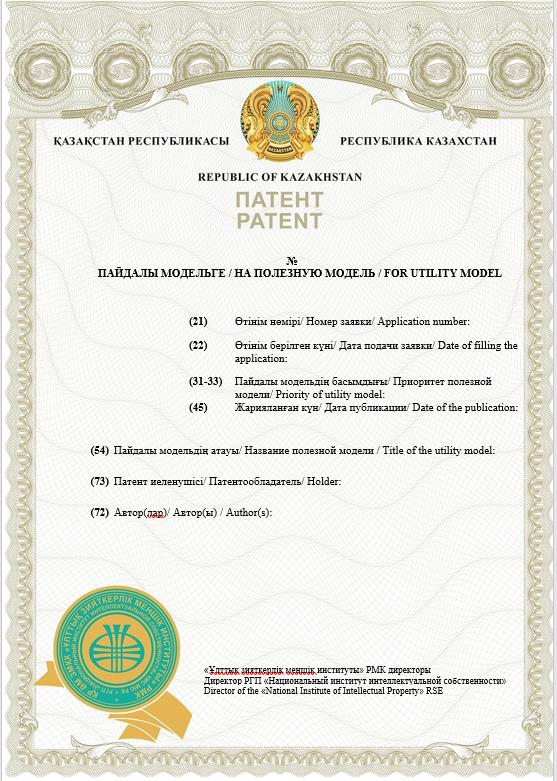 ҚАЗАҚСТАН РЕСПУБЛИКАСЫ
РЕСПУБЛИКА КАЗАХСТАН
REPUBLIC OF KAZAKHSTAN
ПАТЕНТ
PATENT
№
ПАЙДАЛЫ МОДЕЛЬГЕ / НА ПОЛЕЗНУЮ МОДЕЛЬ / FOR UTILITY MODEL
(21) Өтінім нөмірі/ Номер заявки/ Application number:
(22) Өтінім берілген күні/ Дата подачи заявки/ Date of filling the
application:
(31-33) Пайдалы модельдің басымдығы/ Приоритет полезной
модели/ Priority of utility model:
(45) Жарияланған күн/ Дата публикации/ Date of the publication:
(54) Пайдалы модельдің атауы/ Название полезной модели / Title of the utility model:
(73) Патент иеленушісі/ Патентообладатель/ Holder:
(72) Автор(лар)/ Автор(ы) / Author(s):
«Ұлттық зияткерлік меншік институты» РМК директоры
Директор РГП «Национальный институт интеллектуальной собственности»
Director of the «National Institute of Intellectual Property» RSE
ҚР ӘМ ЗМКК «ҰЛТТЫҚ ЗИЯТКЕРЛІК МЕНШІК ИНСТИТУТЫ» РМК